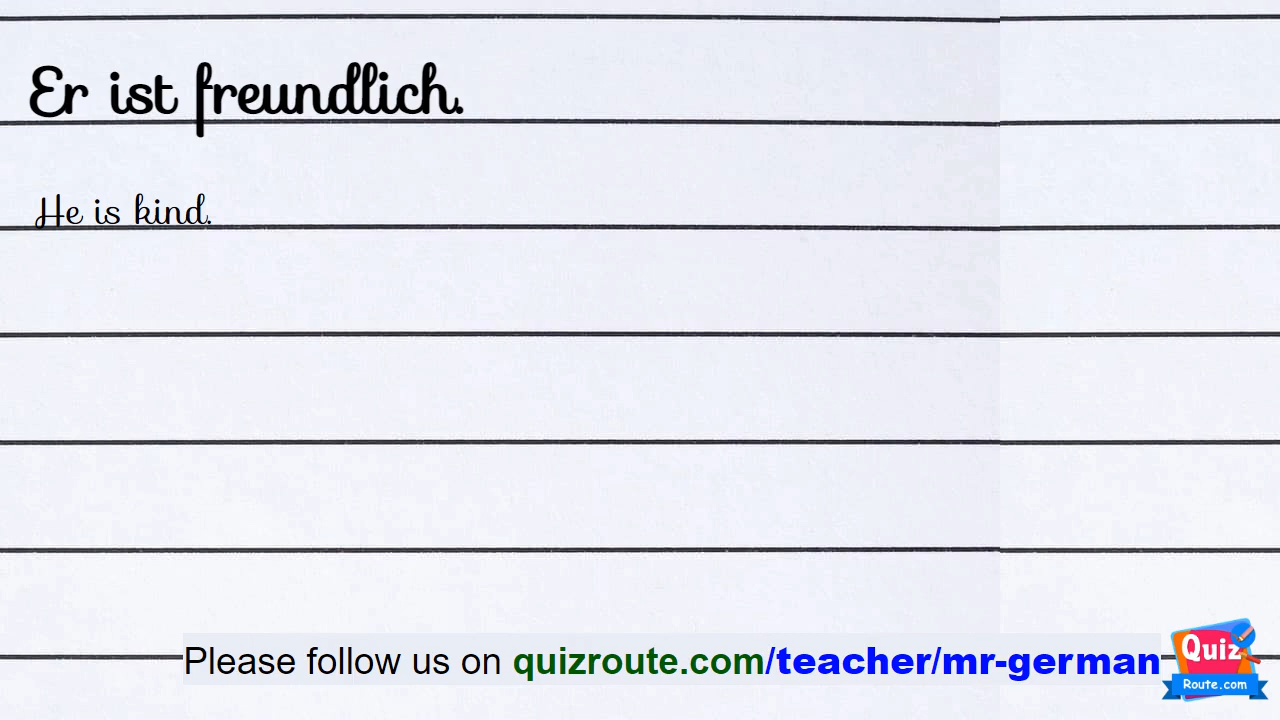 Er ist freundlich.
He is kind.
Please follow us on quizroute.com/teacher/mr-german
Quiz
Route.com